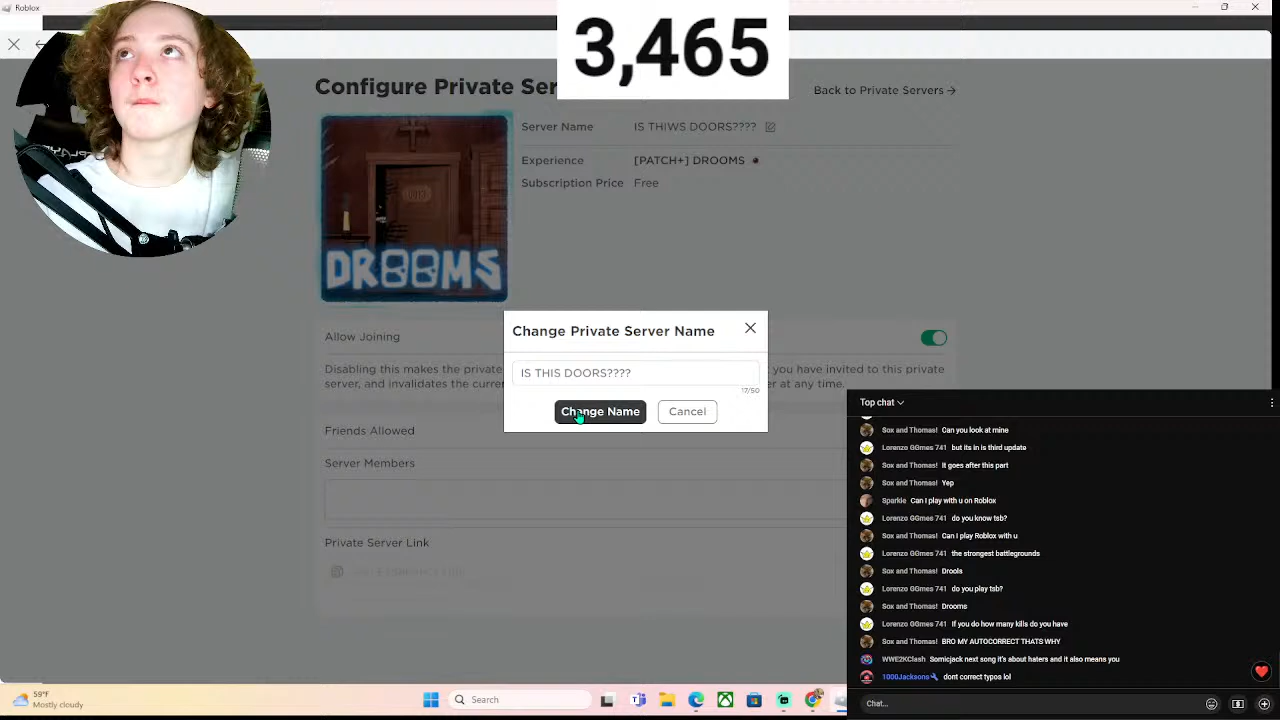 Roblox
3,465
Configure Private Ser
Back to Private Servers →
Server Name
IS THIWS DOORS????
Experience
[PATCH+] DROOMS
Subscription Price
Free
DROOMS
Change Private Server Name
IS THIS DOORS????
17/50
Change Name
Cancel
Allow Joining
Disabling this makes the private
you have invited to this private
server, and invalidates the curren
er at any time.
Friends Allowed
Server Members
Private Server Link
Top chat
Sox and Thomas! Can you look at mine
Lorenzo GGmes 741 but its in is third update
Sox and Thomas! It goes after this part
Sox and Thomas! Yep
Sparkle Can I play with u on Roblox
Lorenzo GGmes 741 do you know tsb?
Sox and Thomas! Can I play Roblox with u
Lorenzo GGmes 741 the strongest battlegrounds
Sox and Thomas! Drools
Lorenzo GGmes 741 do you play tsb?
Sox and Thomas! Drooms
Lorenzo GGmes 741 If you do how many kills do you have
Sox and Thomas! BRO MY AUTOCORRECT THATS WHY
WWE2KClash Somicjack next song it's about haters and it also means you
1000Jacksons dont correct typos lol
Chat...
59°F
Mostly cloudy
Search